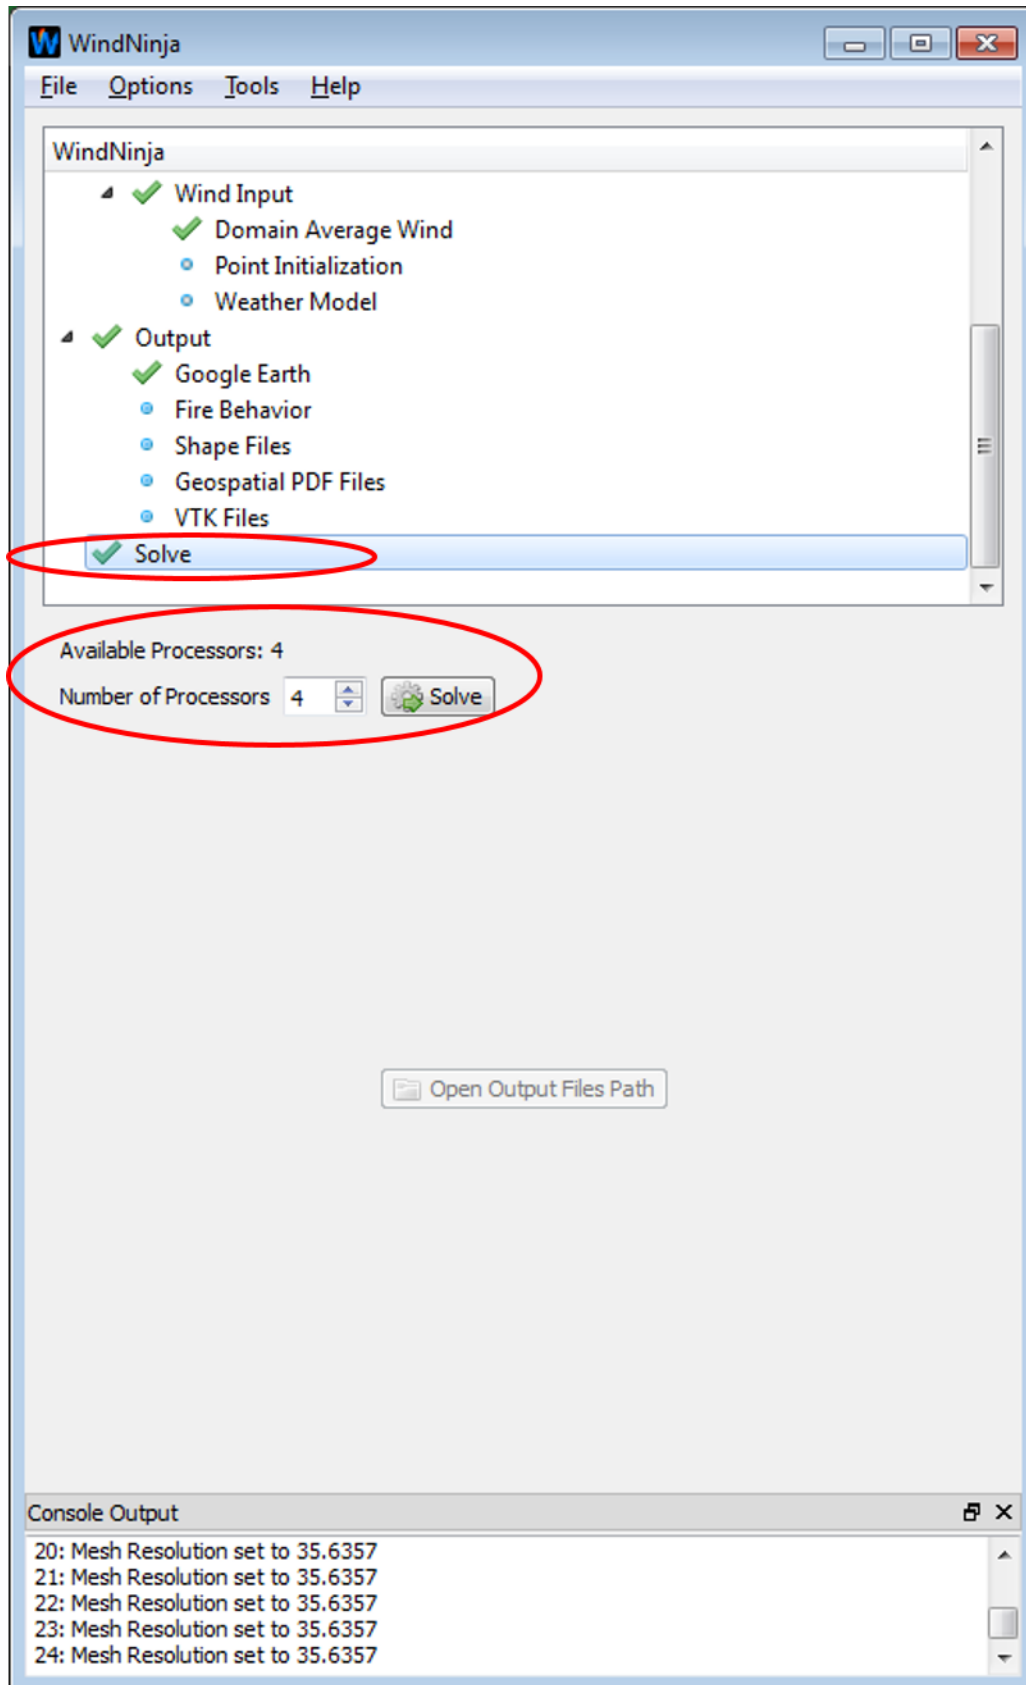 WindNinja
File Options Tools Help
WindNinja
Wind Input
Domain Average Wind
Point Initialization
Weather Model
Output
Google Earth
Fire Behavior
Shape Files
Geospatial PDF Files
VTK Files
Solve
Available Processors: 4
Number of Processors 4 Solve
Open Output Files Path
Console Output
20: Mesh Resolution set to 35.6357
21: Mesh Resolution set to 35.6357
22: Mesh Resolution set to 35.6357
23: Mesh Resolution set to 35.6357
24: Mesh Resolution set to 35.6357